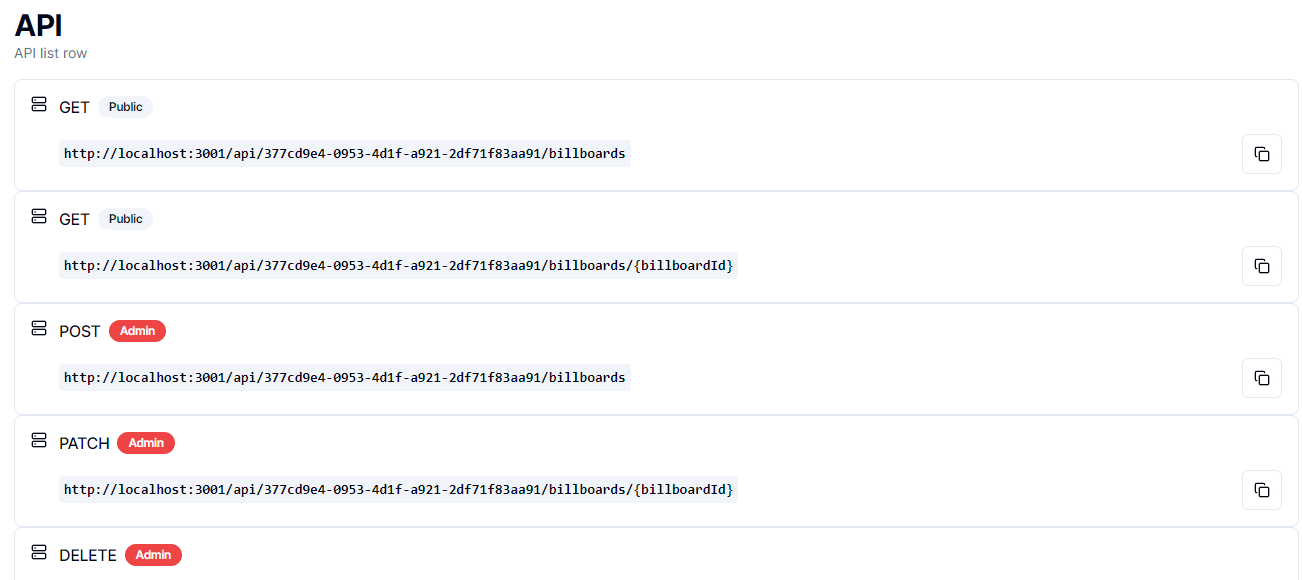 API
API list row
GET Public
http://localhost:3001/api/377cd9e4-0953-4d1f-a921-2df71f83aa91/billboards
GET Public
http://localhost:3001/api/377cd9e4-0953-4d1f-a921-2df71f83aa91/billboards/{billboardId}
POST Admin
http://localhost:3001/api/377cd9e4-0953-4d1f-a921-2df71f83aa91/billboards
PATCH Admin
http://localhost:3001/api/377cd9e4-0953-4d1f-a921-2df71f83aa91/billboards/{billboardId}
DELETE Admin